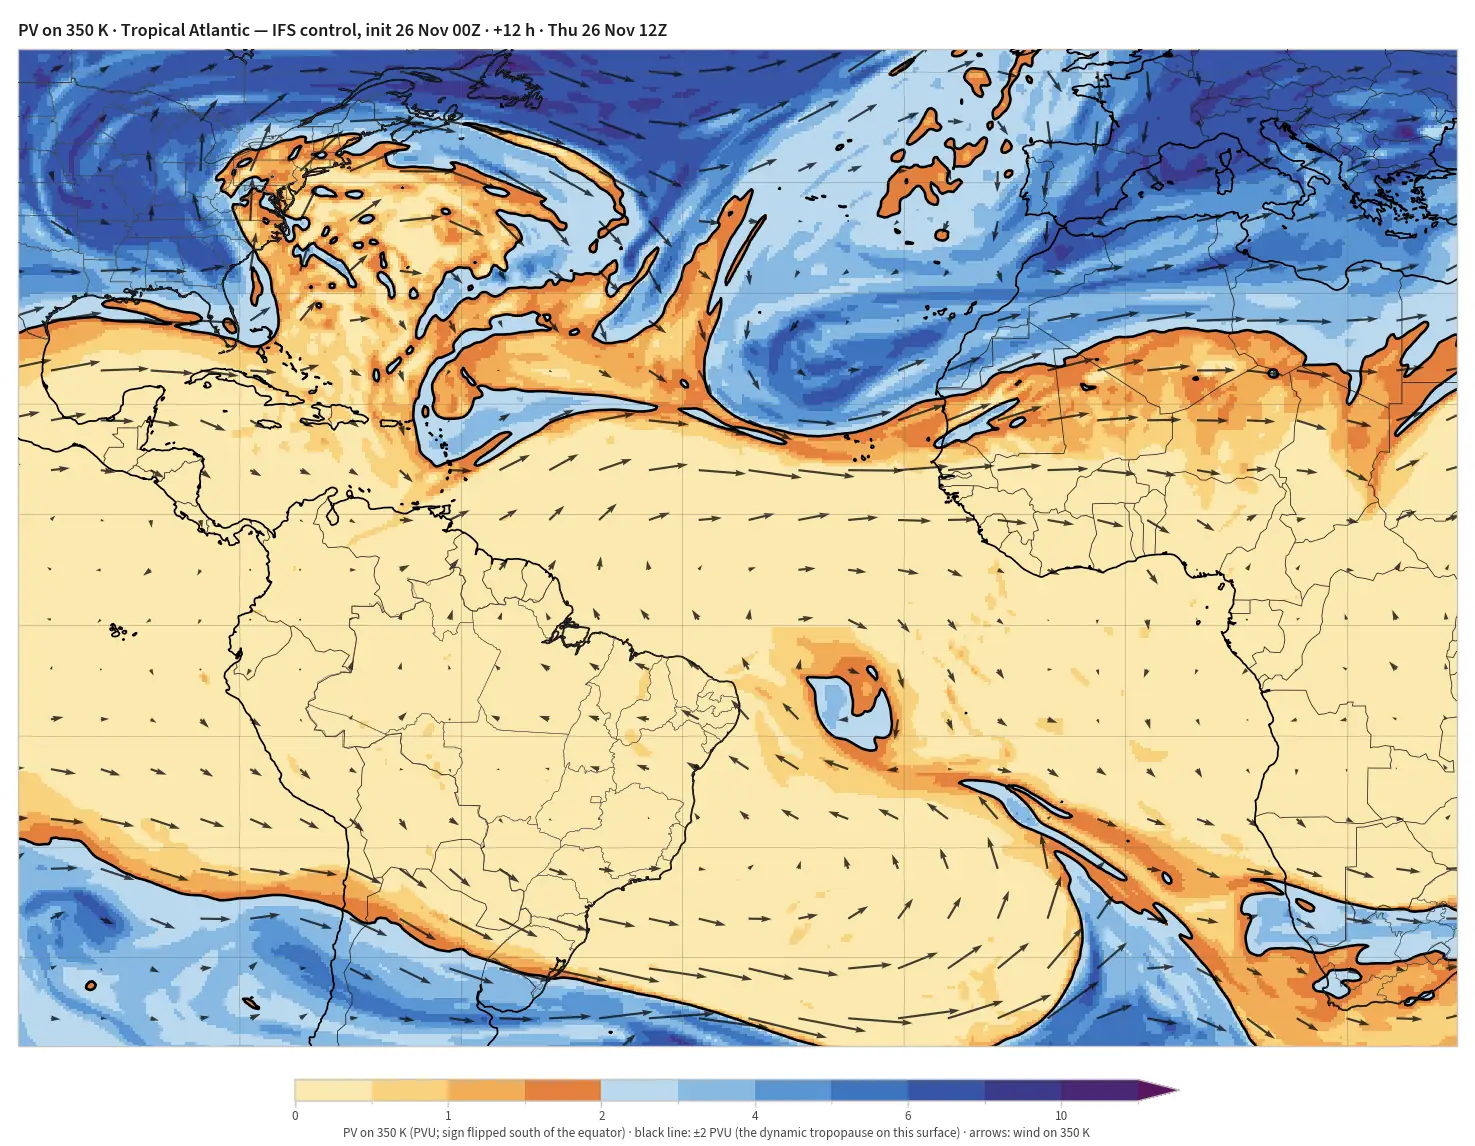 PV on 350 K · Tropical Atlantic — IFS control, init 26 Nov 00Z · +12 h · Thu 26 Nov 12Z
0 1 2 4 6 10
PV on 350 K (PVU; sign flipped south of the equator) · black line: ±2 PVU (the dynamic tropopause on this surface) · arrows: wind on 350 K